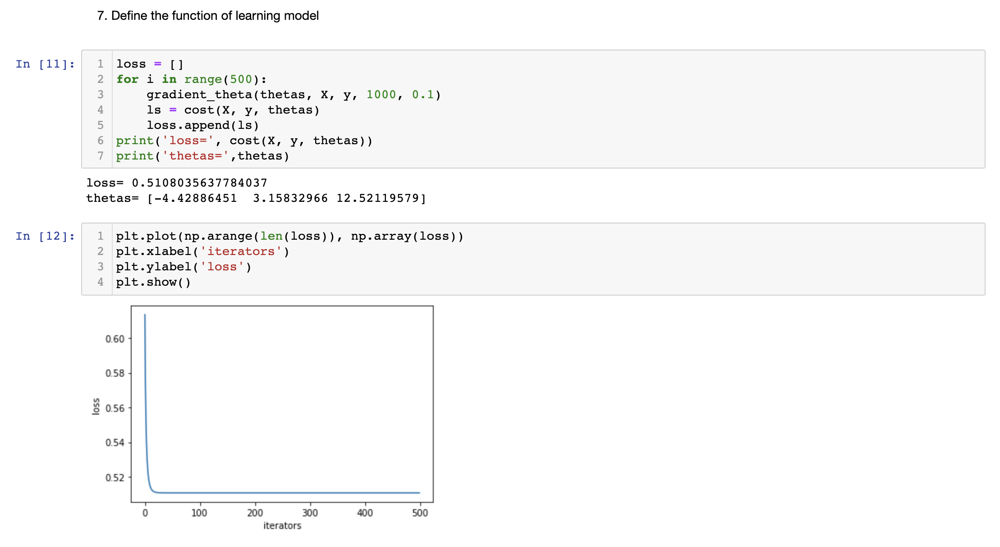 7. Define the function of learning model
In [11]:
1 loss = []
2 for i in range(500):
3     gradient_theta(thetas, X, y, 1000, 0.1)
4     ls = cost(X, y, thetas)
5     loss.append(ls)
6 print('loss=', cost(X, y, thetas))
7 print('thetas=',thetas)
loss= 0.5108035637784037
thetas= [-4.42886451  3.15832966 12.52119579]
In [12]:
1 plt.plot(np.arange(len(loss)), np.array(loss))
2 plt.xlabel('iterators')
3 plt.ylabel('loss')
4 plt.show()
0.60
0.58
0.56
0.54
0.52
loss
0 100 200 300 400 500
iterators